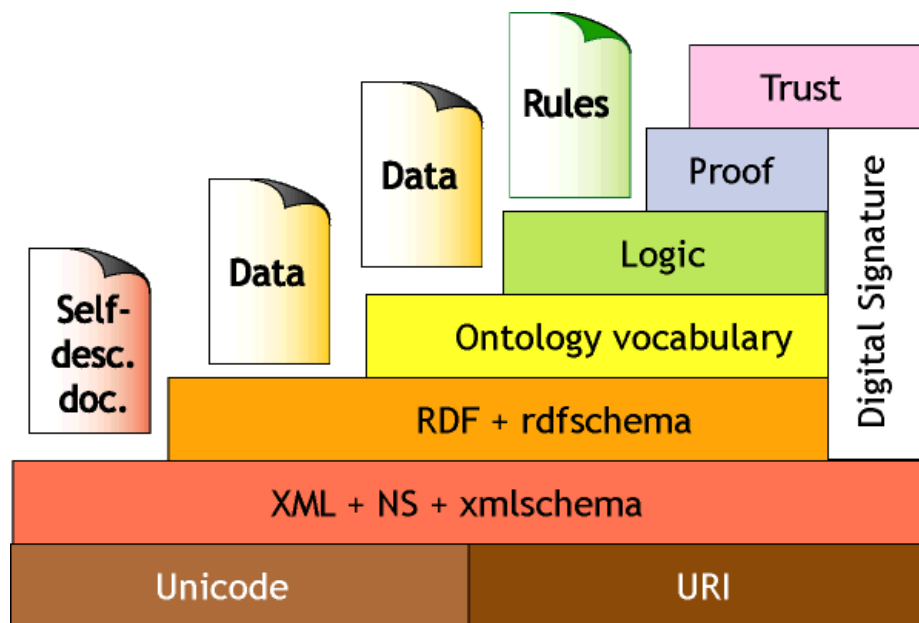 Trust
Rules
Proof
Data
Logic
Data
Digital Signature
Self-
desc.
doc.
Ontology vocabulary
RDF + rdfschema
XML + NS + xmlschema
Unicode
URI